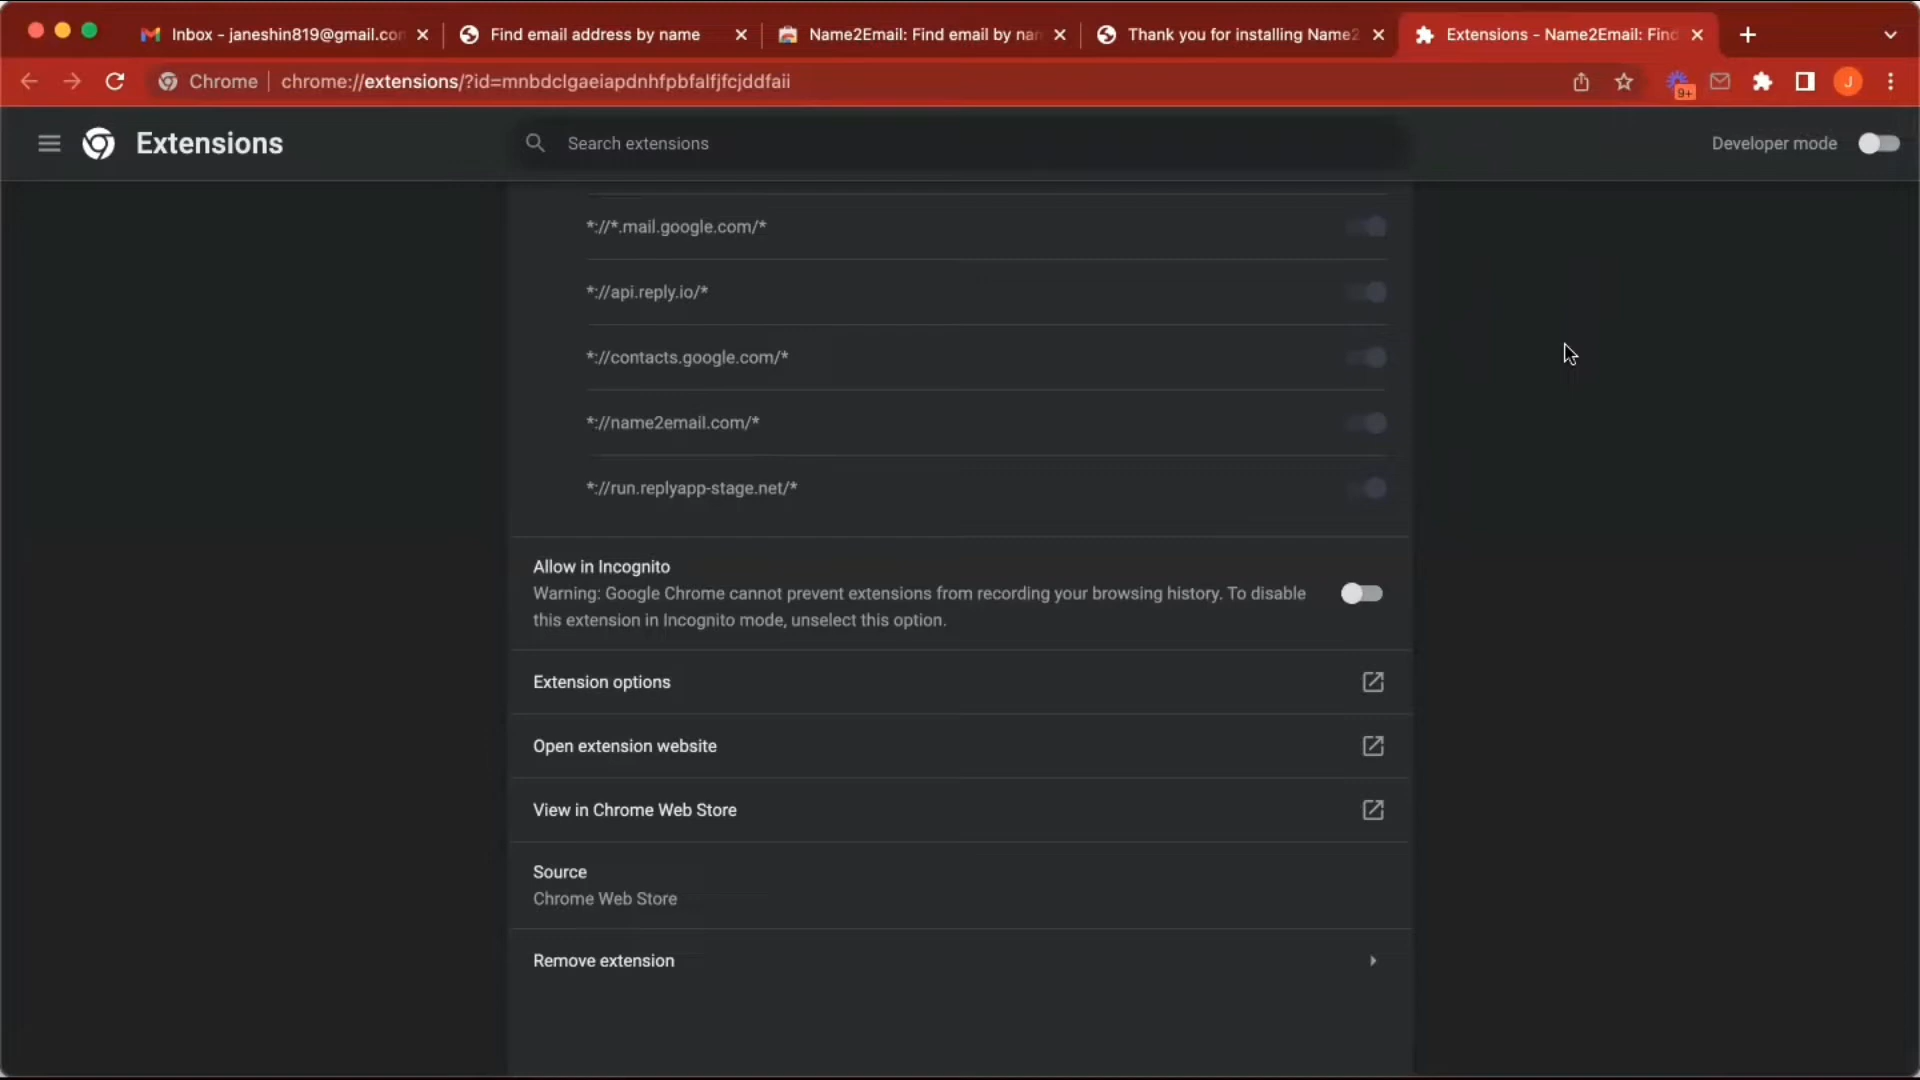 Inbox - janeshin819@gmail.co
Find email address by name
Name2Email: Find email by na
Thank you for installing Name2
Extensions - Name2Email: Find
Chrome
chrome://extensions/?id=mnbdclgaeiapdnhfpbfalfjfcjddfaii
9+
J
Extensions
Search extensions
Developer mode
*://*.mail.google.com/*
*://api.reply.io/*
*://contacts.google.com/*
*://name2email.com/*
*://run.replyapp-stage.net/*
Allow in Incognito
Warning: Google Chrome cannot prevent extensions from recording your browsing history. To disable
this extension in Incognito mode, unselect this option.
Extension options
Open extension website
View in Chrome Web Store
Source
Chrome Web Store
Remove extension